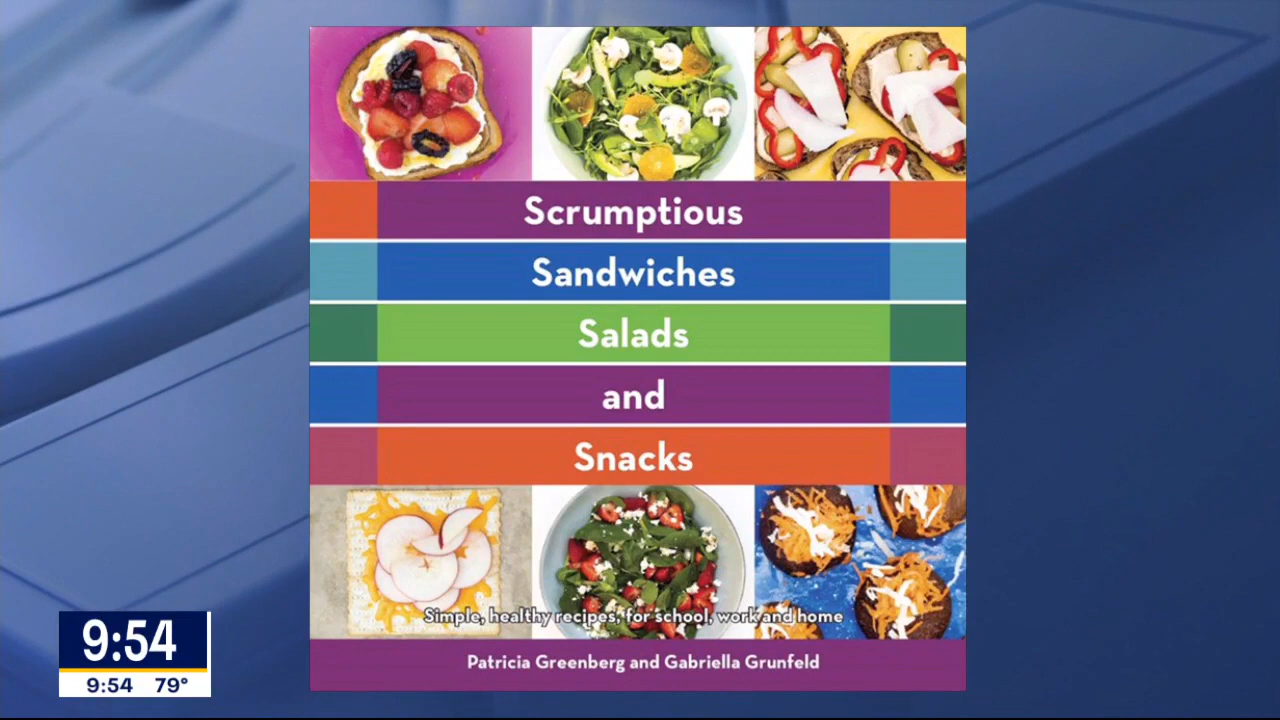 Scrumptious
Sandwiches
Salads
and
Snacks
Simple, healthy recipes, for school, work and home
Patricia Greenberg and Gabriella Grunfeld
9:54
9:54 79°